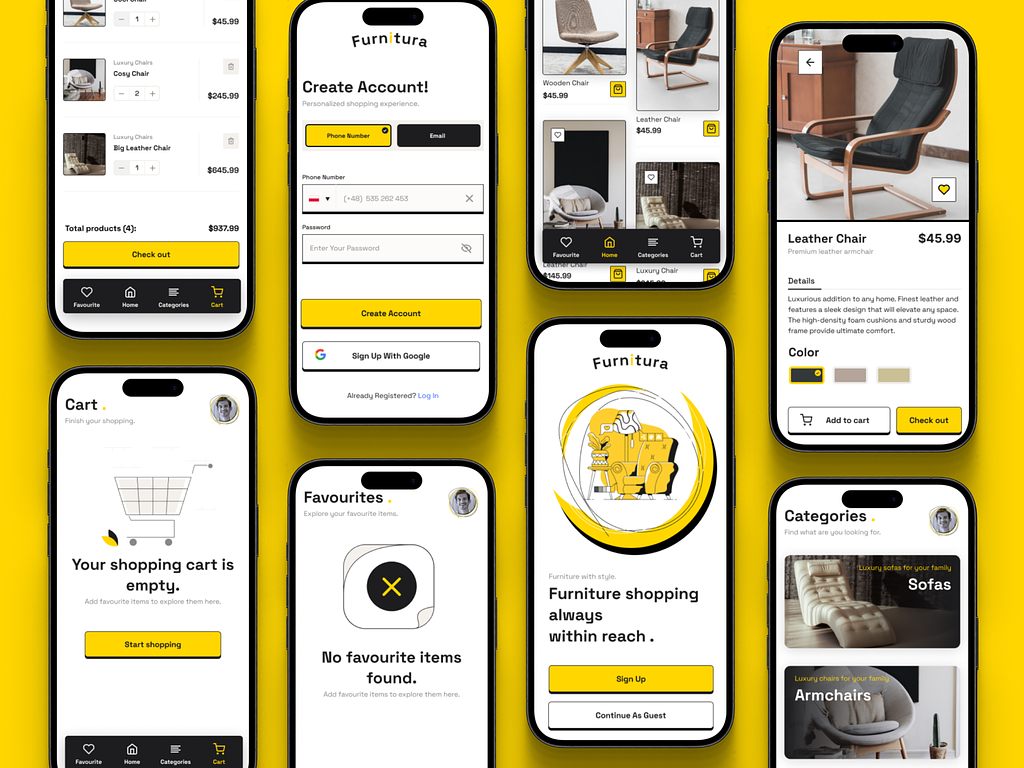 1
$45.99
Luxury Chairs
Cosy Chair
2
$245.99
Luxury Chairs
Big Leather Chair
1
$645.99
Total products (4):
$937.99
Check out
Favourite
Home
Categories
Cart
Cart .
Finish your shopping.
Your shopping cart is
empty.
Add favourite items to explore them here.
Start shopping
Favourite
Home
Categories
Cart
Furnitura
Create Account!
Personalized shopping experience.
Phone Number
Email
Phone Number
(+48) 535 262 453
Password
Enter Your Password
Create Account
Sign Up With Google
Already Registered? Log In
Favourites .
Explore your favourite items.
No favourite items
found.
Add favourite items to explore them here.
Wooden Chair
$45.99
Leather Chair
$45.99
Favourite
Home
Categories
Cart
Leather Chair
$145.99
Luxury Chair
Furnitura
Furniture with style.
Furniture shopping
always
within reach .
Sign Up
Continue As Guest
Leather Chair
$45.99
Premium leather armchair
Details
Luxurious addition to any home. Finest leather and
features a sleek design that will elevate any space.
The high-density foam cushions and sturdy wood
frame provide ultimate comfort.
Color
Add to cart
Check out
Categories .
Find what are you looking for.
Luxury sofas for your family
Sofas
Luxury chairs for your family
Armchairs